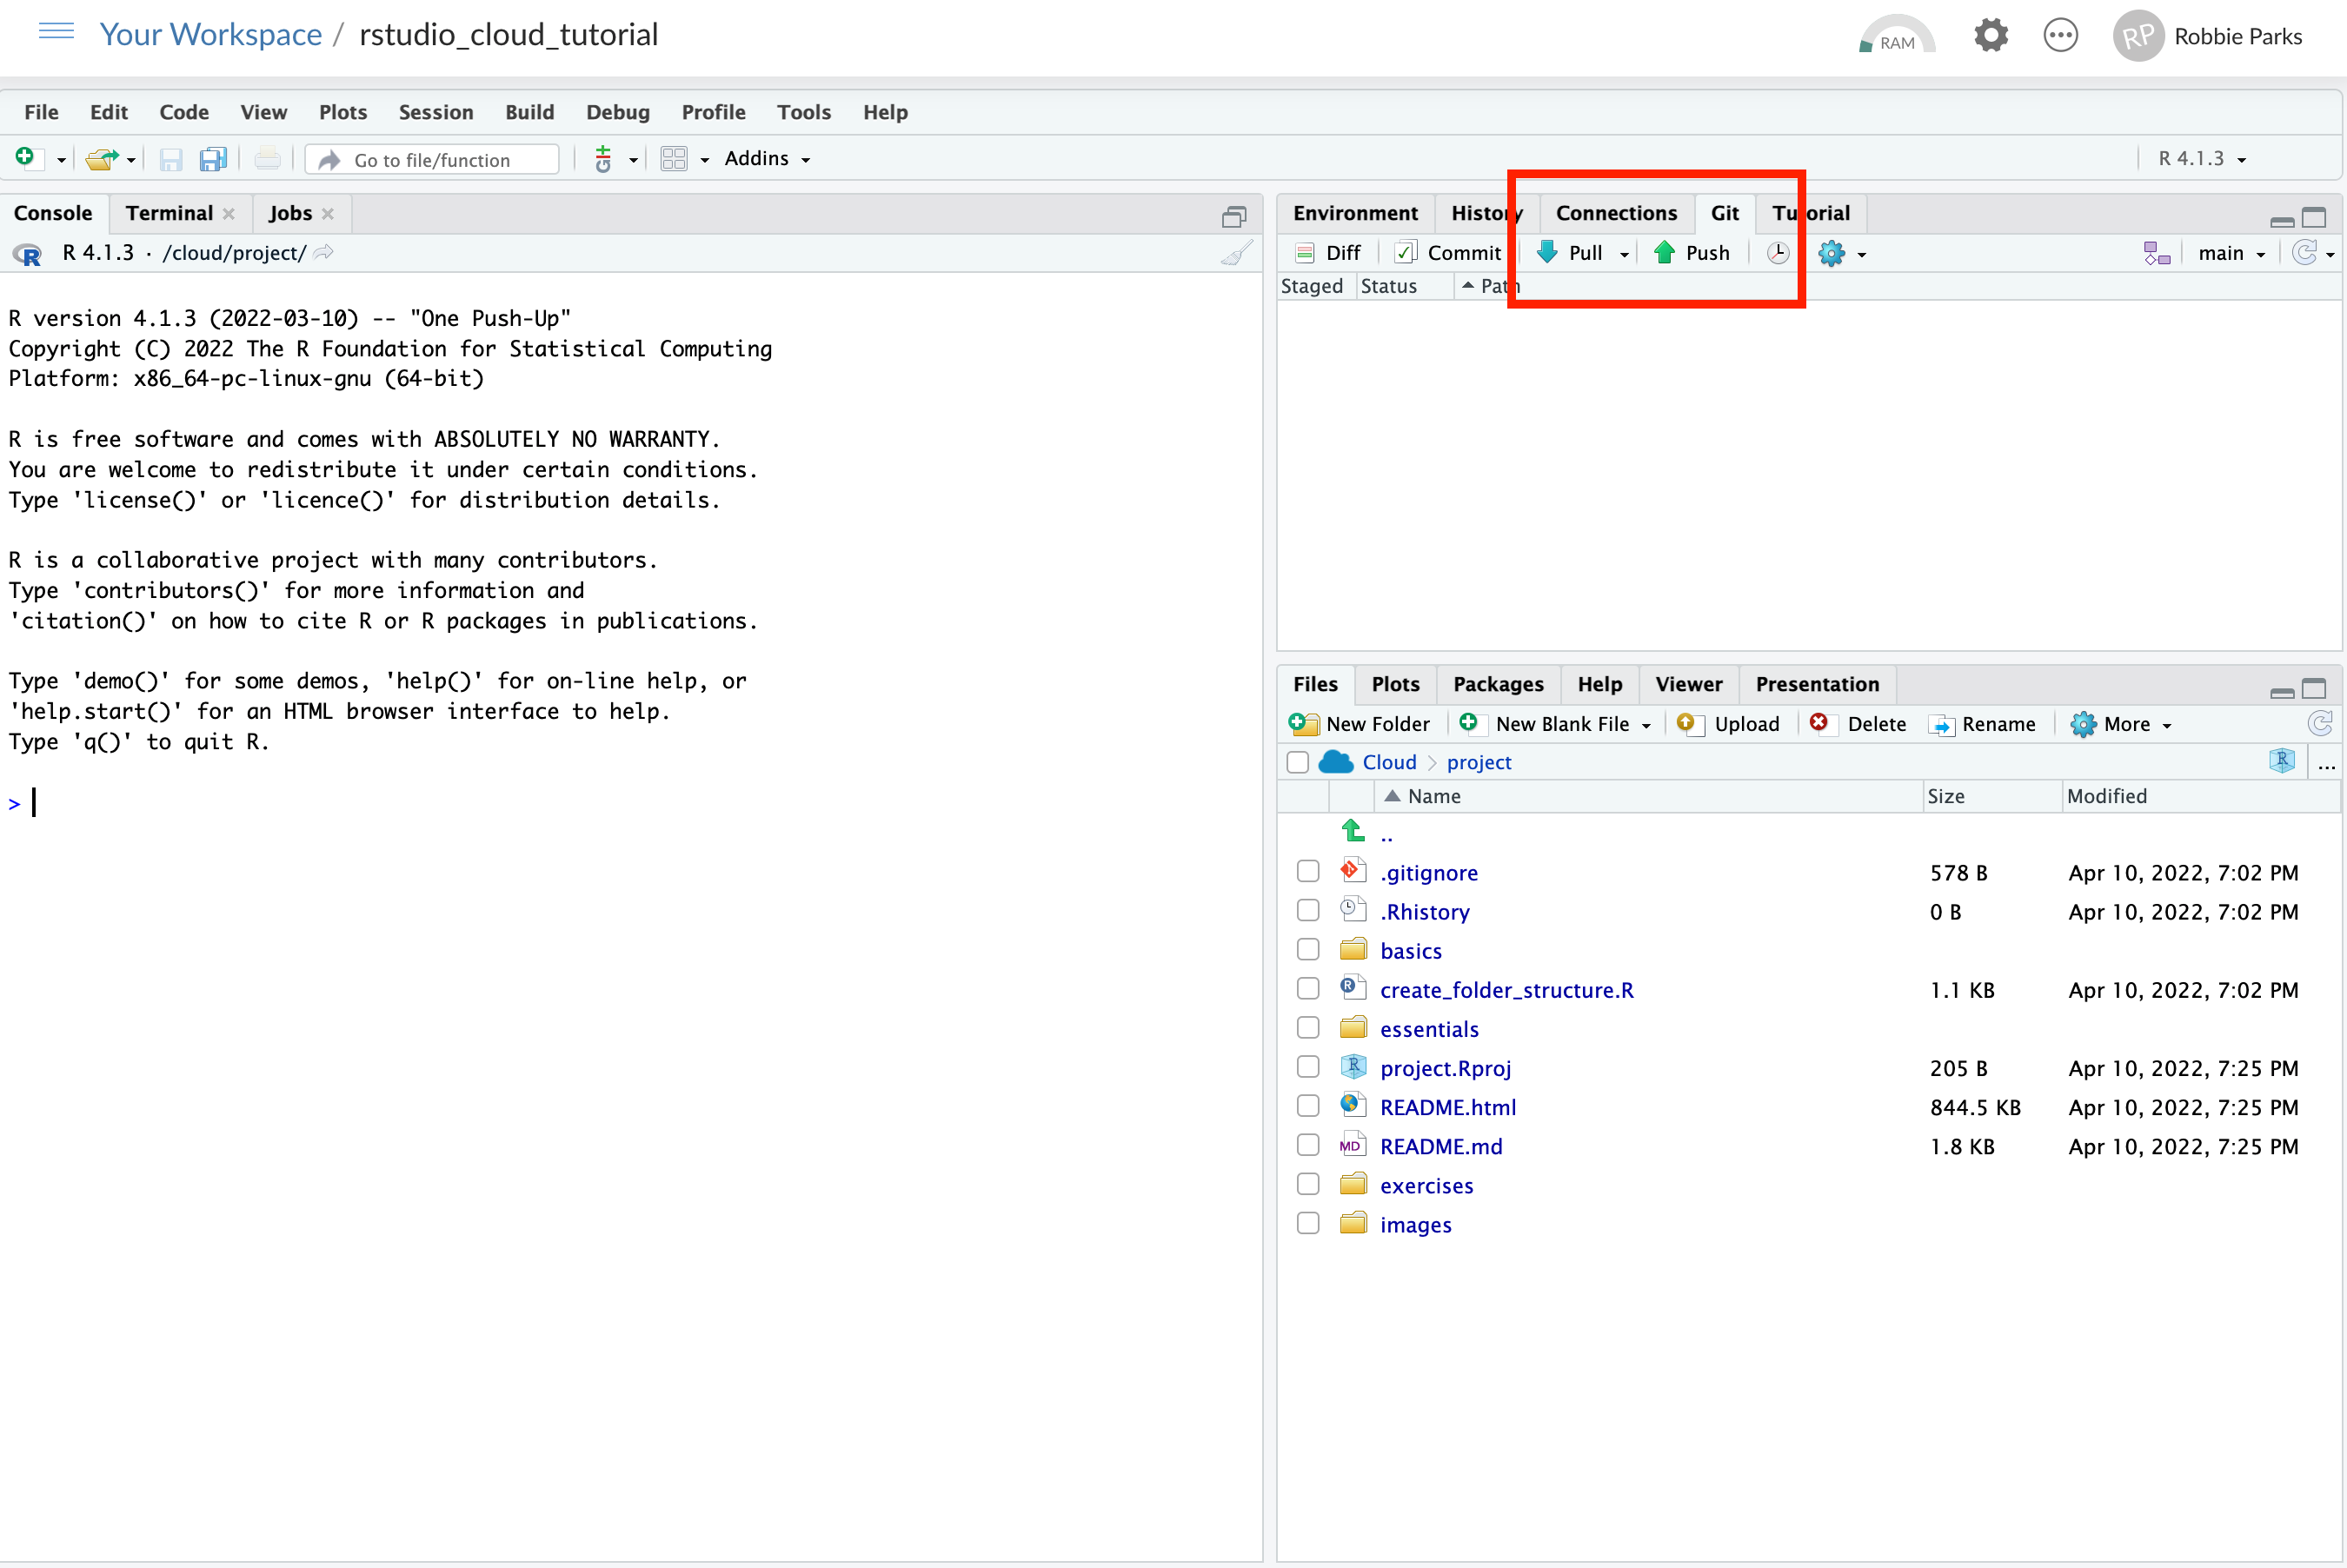 Your Workspace / rstudio_cloud_tutorial
RAM
RP
Robbie Parks
File Edit Code View Plots Session Build Debug Profile Tools Help
Go to file/function
Addins
R 4.1.3
Console Terminal Jobs
R 4.1.3 · /cloud/project/
R version 4.1.3 (2022-03-10) -- "One Push-Up"
Copyright (C) 2022 The R Foundation for Statistical Computing
Platform: x86_64-pc-linux-gnu (64-bit)
R is free software and comes with ABSOLUTELY NO WARRANTY.
You are welcome to redistribute it under certain conditions.
Type 'license()' or 'licence()' for distribution details.
R is a collaborative project with many contributors.
Type 'contributors()' for more information and
'citation()' on how to cite R or R packages in publications.
Type 'demo()' for some demos, 'help()' for on-line help, or
'help.start()' for an HTML browser interface to help.
Type 'q()' to quit R.
>
Environment History Connections Git Tutorial
Diff Commit Pull Push main
Staged Status Path
Files Plots Packages Help Viewer Presentation
New Folder New Blank File Upload Delete Rename More
Cloud > project ...
Name Size Modified
..
.gitignore 578 B Apr 10, 2022, 7:02 PM
.Rhistory 0 B Apr 10, 2022, 7:02 PM
basics
create_folder_structure.R 1.1 KB Apr 10, 2022, 7:02 PM
essentials
project.Rproj 205 B Apr 10, 2022, 7:25 PM
README.html 844.5 KB Apr 10, 2022, 7:25 PM
MD README.md 1.8 KB Apr 10, 2022, 7:25 PM
exercises
images